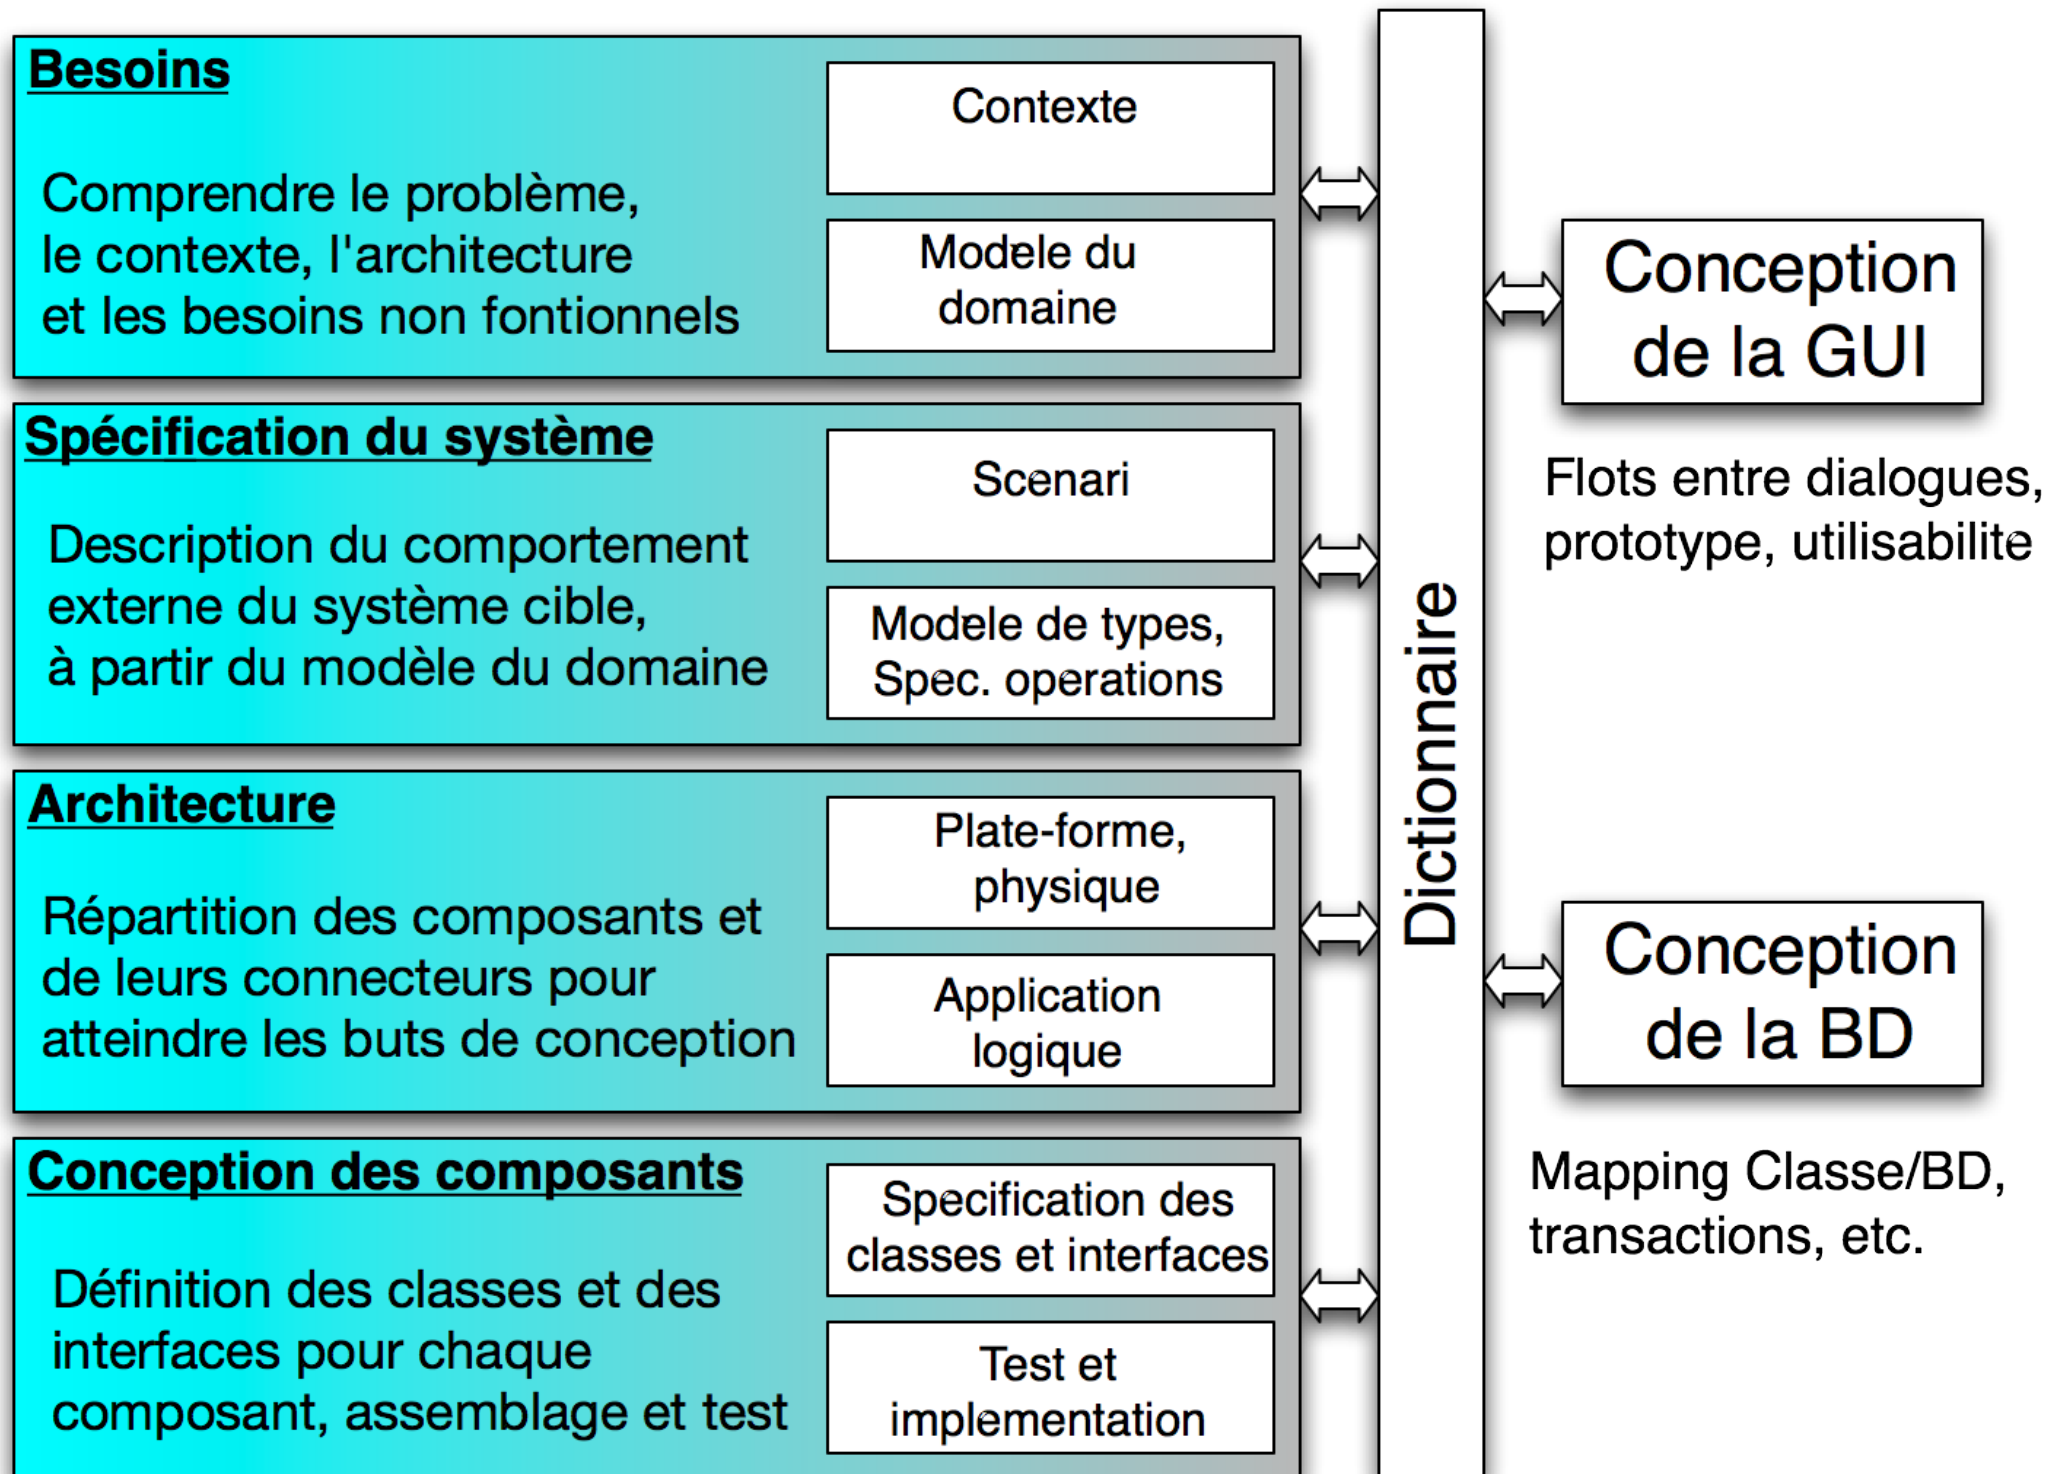 Besoins
Comprendre le problème,
le contexte, l'architecture
et les besoins non fontionnels
Contexte
Modele du
domaine
Spécification du système
Description du comportement
externe du système cible,
à partir du modèle du domaine
Scenari
Modele de types,
Spec. operations
Architecture
Répartition des composants et
de leurs connecteurs pour
atteindre les buts de conception
Plate-forme,
physique
Application
logique
Conception des composants
Définition des classes et des
interfaces pour chaque
composant, assemblage et test
Specification des
classes et interfaces
Test et
implementation
Dictionnaire
Conception
de la GUI
Flots entre dialogues,
prototype, utilisabilite
Conception
de la BD
Mapping Classe/BD,
transactions, etc.